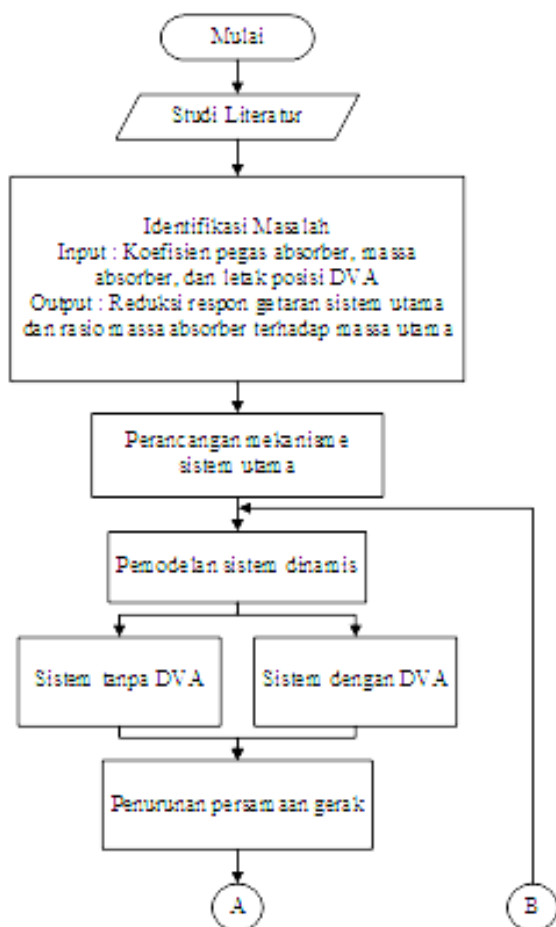 Mulai
Studi Literatur
Identifikasi Masalah
Input : Koefisien pegas absorber, massa
absorber, dan letak posisi DVA
Output : Reduksi respon getaran sistem utama
dan rasio massa absorber terhadap massa utama
Perancangan mekanisme
sistem utama
Pemodelan sistem dinamis
Sistem tanpa DVA
Sistem dengan DVA
Penurunan persamaan gerak
A
B